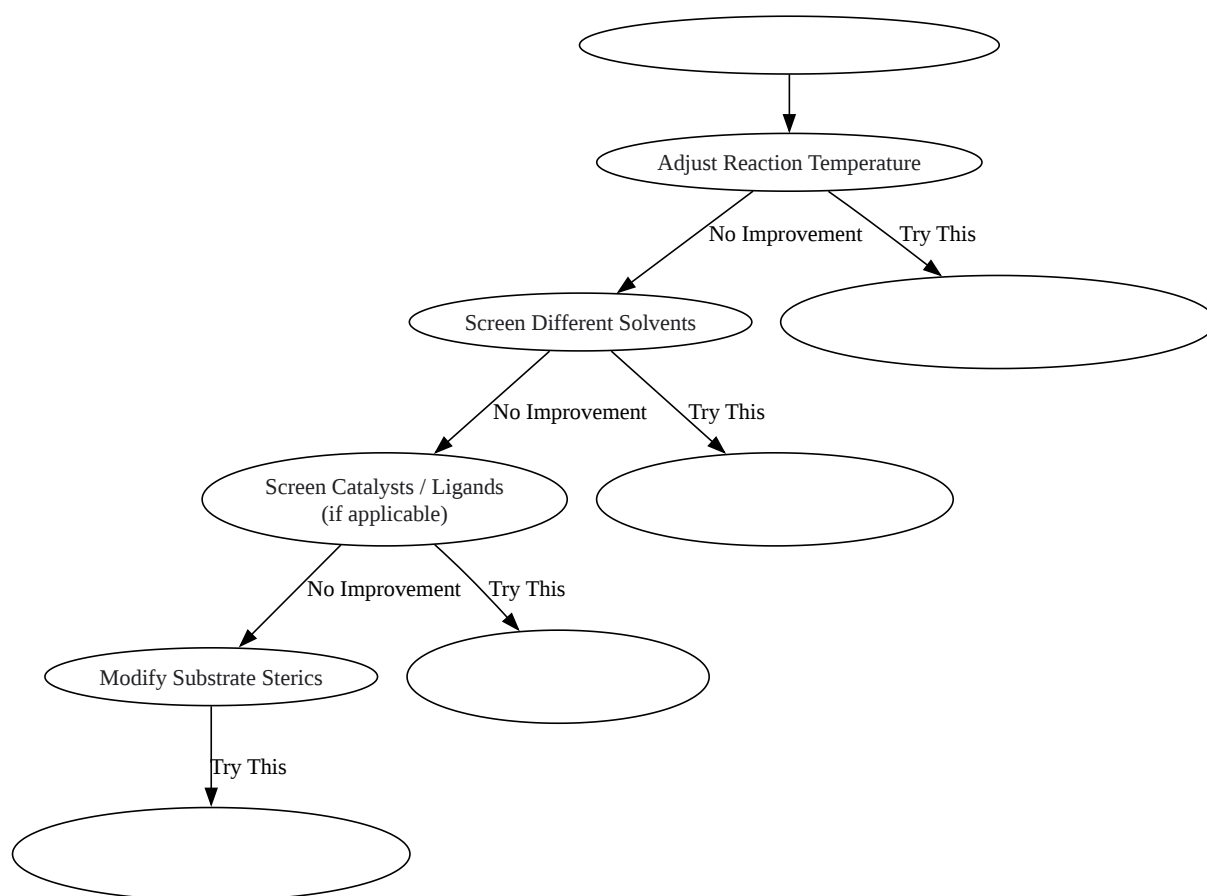 Adjust Reaction Temperature
No Improvement
Try This
Screen Different Solvents
No Improvement
Try This
Screen Catalysts / Ligands
(if applicable)
No Improvement
Try This
Modify Substrate Sterics
Try This